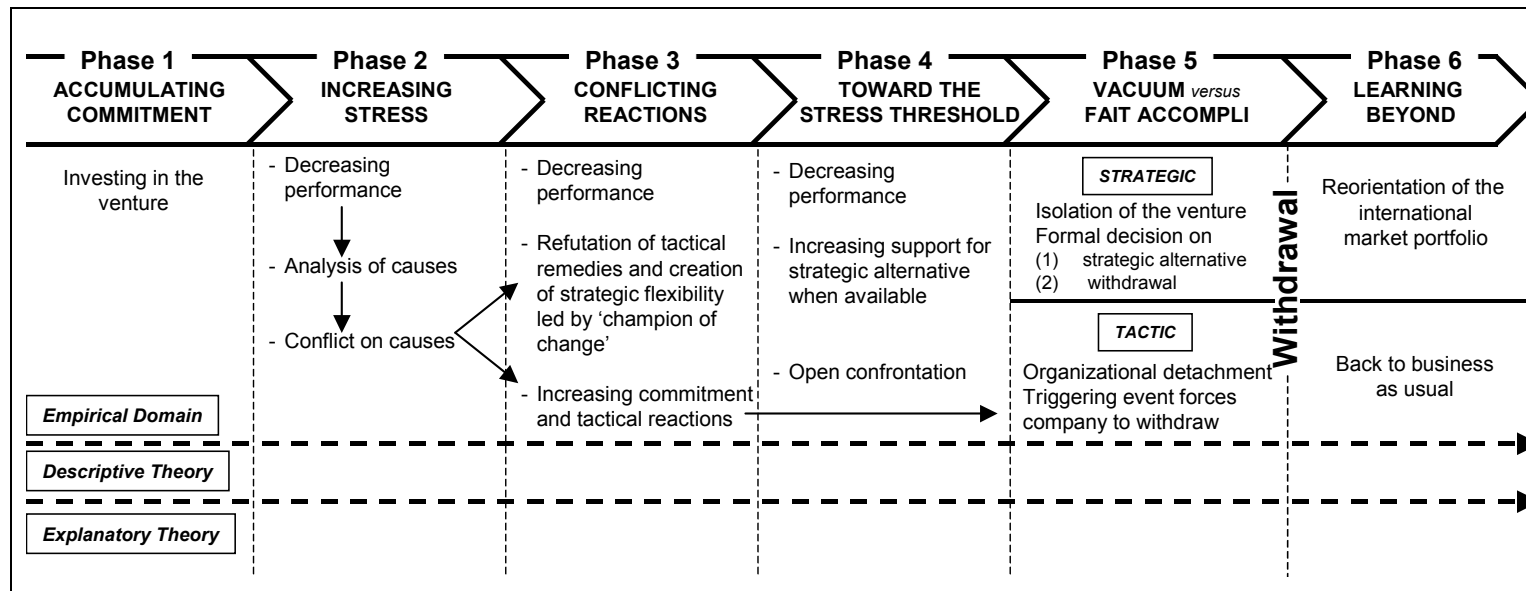 Phase 1
ACCUMULATING
COMMITMENT
Phase 2
INCREASING
STRESS
Phase 3
CONFLICTING
REACTIONS
Phase 4
TOWARD THE
STRESS THRESHOLD
Phase 5
VACUUM versus
FAIT ACCOMPLI
Phase 6
LEARNING
BEYOND
Investing in the
venture
- Decreasing
performance
- Analysis of causes
- Conflict on causes
- Decreasing
performance
- Refutation of tactical
remedies and creation
of strategic flexibility
led by ‘champion of
change’
- Increasing commitment
and tactical reactions
- Decreasing
performance
- Increasing support for
strategic alternative
when available
- Open confrontation
STRATEGIC
Isolation of the venture
Formal decision on
(1) strategic alternative
(2) withdrawal
TACTIC
Organizational detachment
Triggering event forces
company to withdraw
Withdrawal
Reorientation of the
international
market portfolio
Back to business
as usual
Empirical Domain
Descriptive Theory
Explanatory Theory